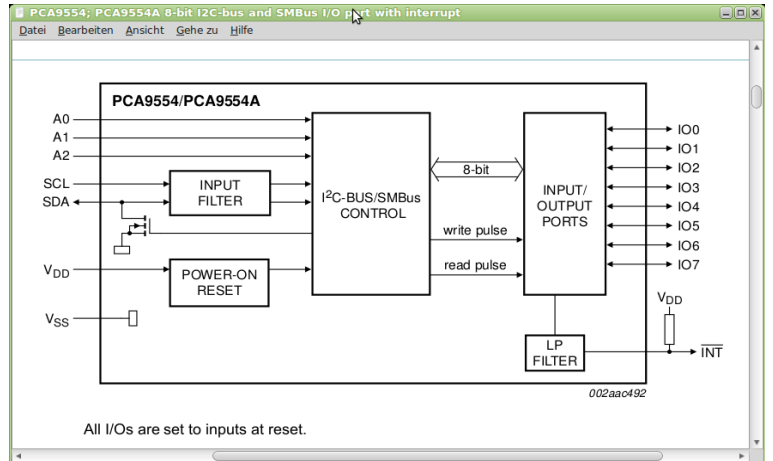 PCA9554; PCA9554A 8-bit I2C-bus and SMBus I/O port with interrupt
Datei Bearbeiten Ansicht Gehe zu Hilfe
PCA9554/PCA9554A
A0
A1
A2
SCL
SDA
VDD
VSS
INPUT
FILTER
POWER-ON
RESET
I2C-BUS/SMBus
CONTROL
8-bit
write pulse
read pulse
INPUT/
OUTPUT
PORTS
IO0
IO1
IO2
IO3
IO4
IO5
IO6
IO7
VDD
LP
FILTER
INT
002aac492
All I/Os are set to inputs at reset.